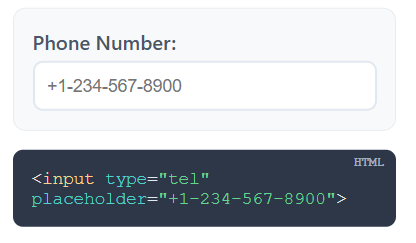 Phone Number:
+1-234-567-8900
HTML
<input type="tel"
placeholder="+1-234-567-8900">